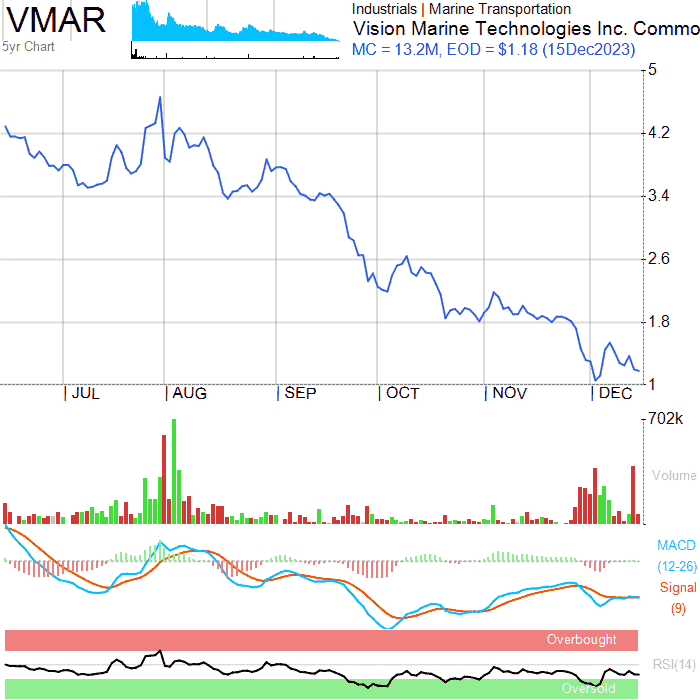 VMAR
5yr Chart
Industrials | Marine Transportation
Vision Marine Technologies Inc. Commo
MC = 13.2M, EOD = $1.18 (15Dec2023)
5
4.2
3.4
2.6
1.8
1
JUL AUG SEP OCT NOV DEC
702k
Volume
MACD
(12-26)
Signal
(9)
Overbought
RSI(14)
Oversold